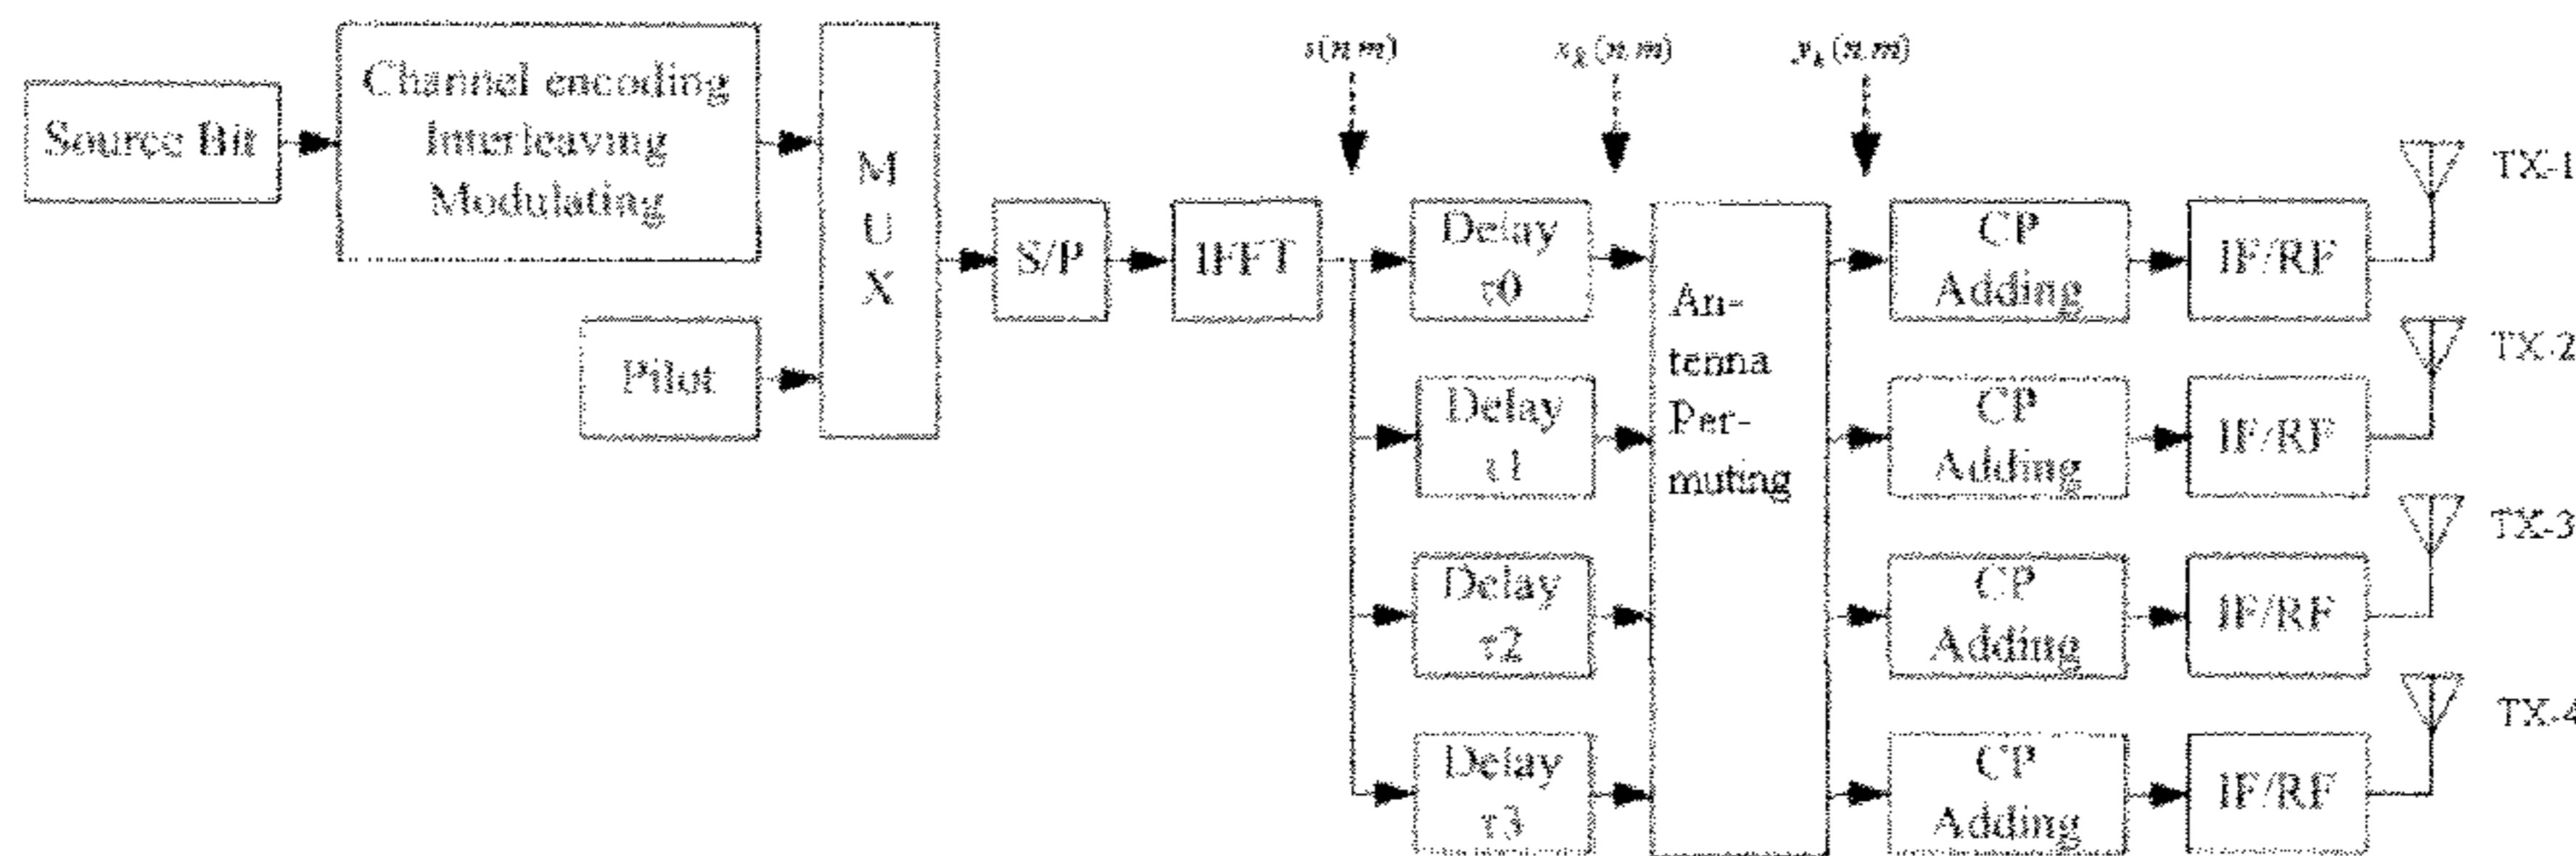 s(n,m)
x_k(n,m)
y_k(n,m)
Source Bit
Channel encoding
Interleaving
Modulating
M
U
X
Pilot
S/P
IFFT
Delay
τ0
Delay
τ1
Delay
τ2
Delay
τ3
An-
tenna
Per-
muting
CP
Adding
CP
Adding
CP
Adding
CP
Adding
IF/RF
IF/RF
IF/RF
IF/RF
TX-1
TX-2
TX-3
TX-4